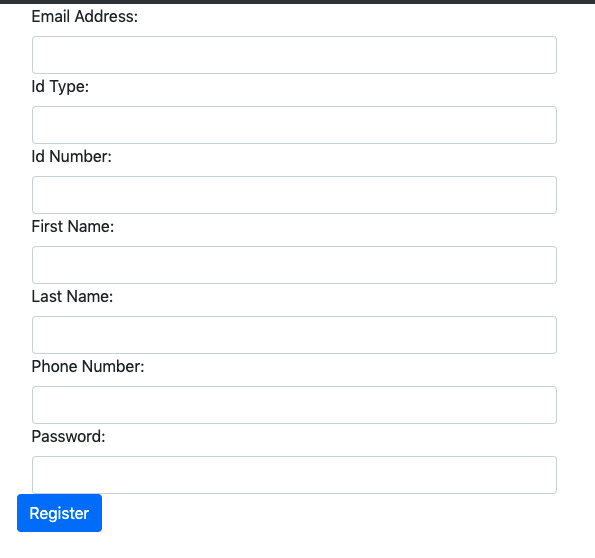 Email Address:
Id Type:
Id Number:
First Name:
Last Name:
Phone Number:
Password:
Register